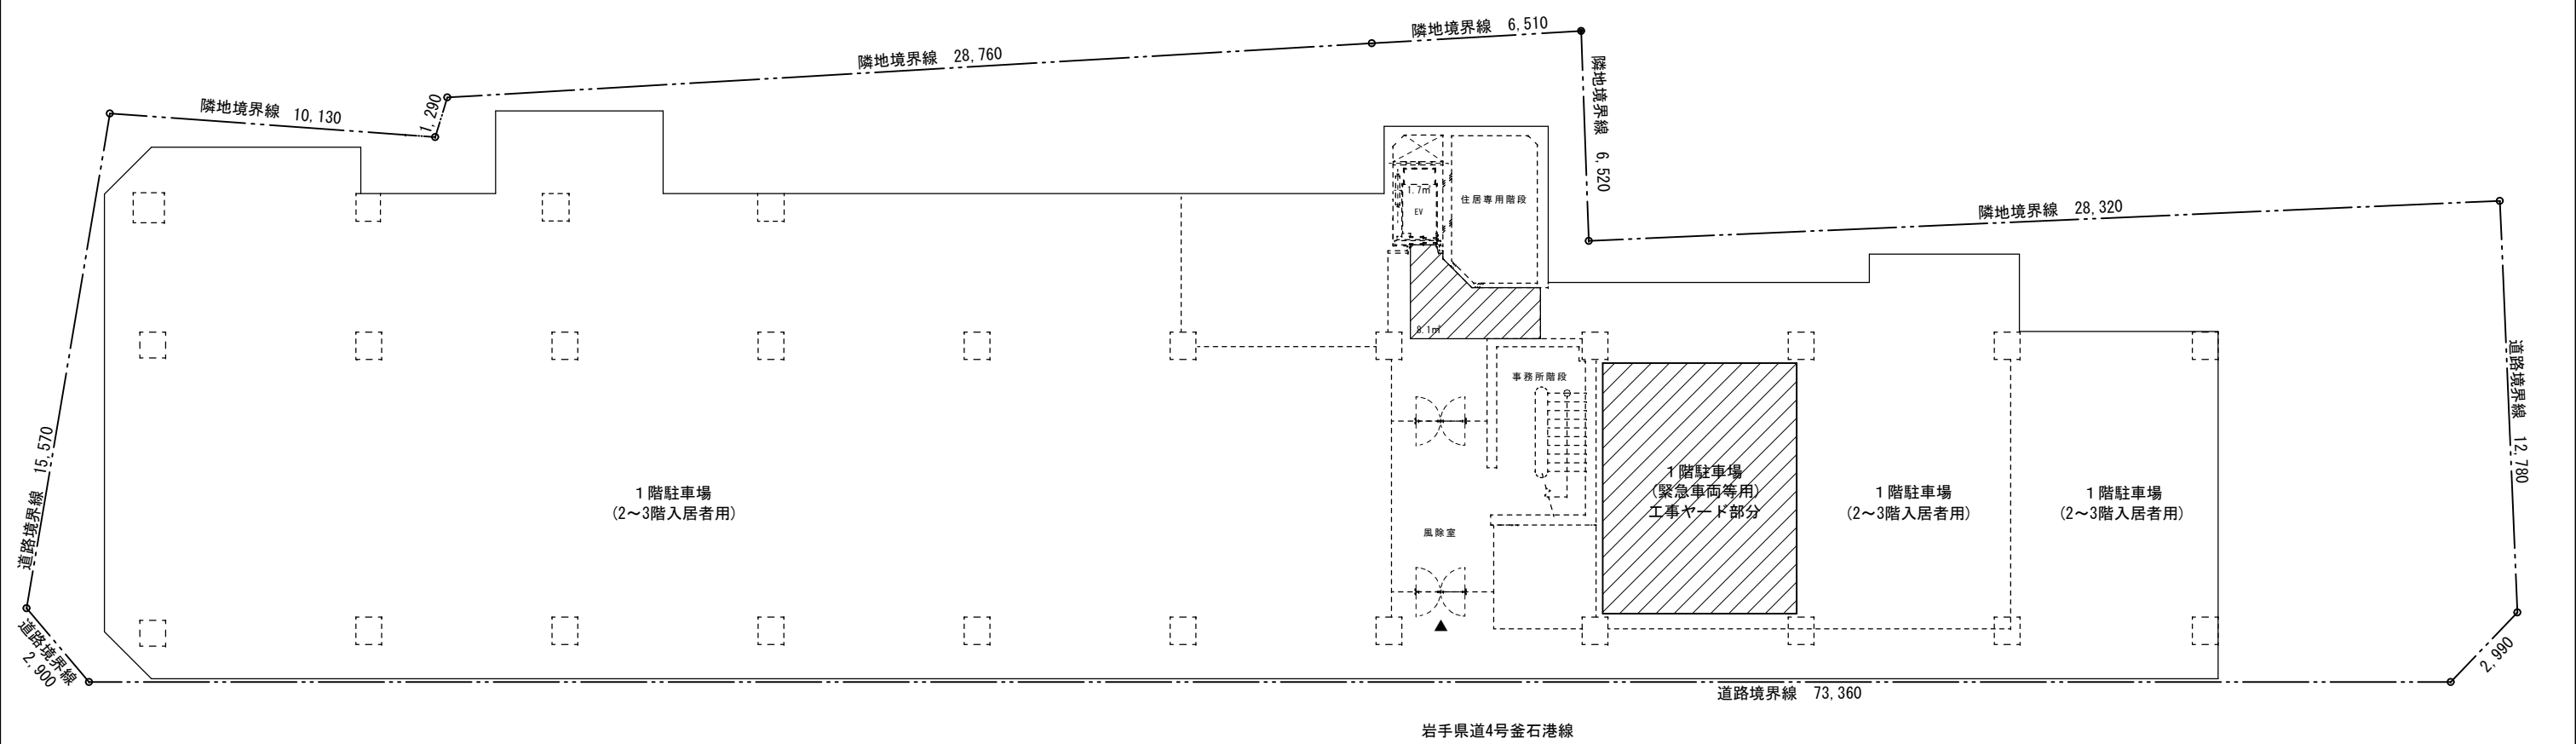 隣地境界線 6,510
隣地境界線 28,760
隣地境界線 10,130
1,290
隣地境界線 6,520
隣地境界線 28,320
1.7㎡
EV
住居専用階段
8.1㎡
事務所階段
道路境界線 15,570
道路境界線 12,780
1階駐車場
(2～3階入居者用)
風除室
1階駐車場
(緊急車両等用)
工事ヤード部分
1階駐車場
(2～3階入居者用)
1階駐車場
(2～3階入居者用)
道路境界線
2,900
2,990
道路境界線 73,360
岩手県道4号釜石港線